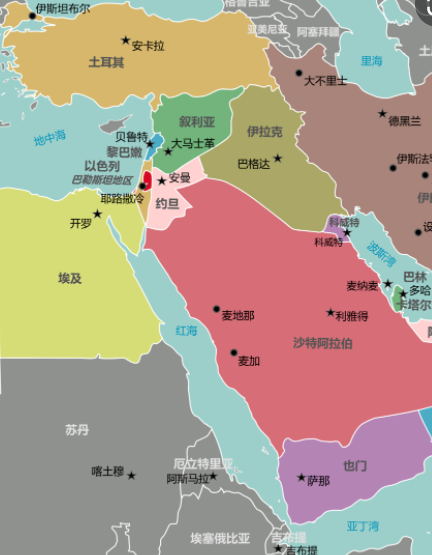 格鲁吉亚
伊斯坦布尔
亚美尼亚
阿塞拜疆
安卡拉
土耳其
里海
大不里士
德黑兰
地中海
叙利亚
贝鲁特
大马士革
黎巴嫩
伊拉克
巴格达
以色列
巴勒斯坦地区
安曼
耶路撒冷
约旦
开罗
科威特
科威特
波斯湾
埃及
巴林
麦纳麦
多哈
卡塔尔
麦地那
利雅得
红海
沙特阿拉伯
麦加
苏丹
厄立特里亚
也门
喀土穆
阿斯马拉
萨那
亚丁湾
埃塞俄比亚
吉布提
吉布提